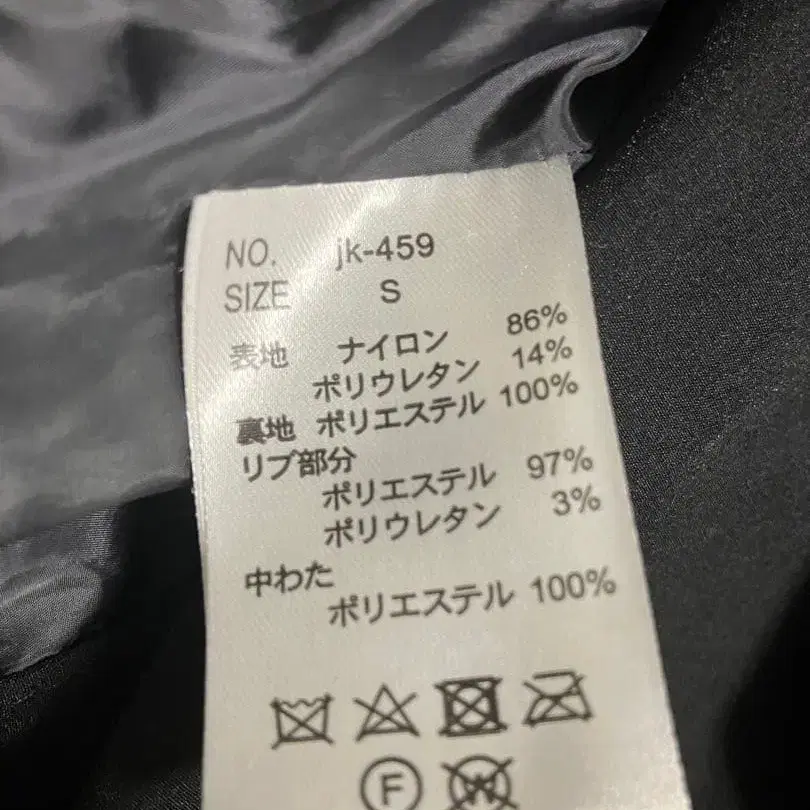 NO. jk-459
SIZE S
表地 ナイロン 86%
ポリウレタン 14%
裏地 ポリエステル 100%
リブ部分
ポリエステル 97%
ポリウレタン 3%
中わた
ポリエステル 100%
F W